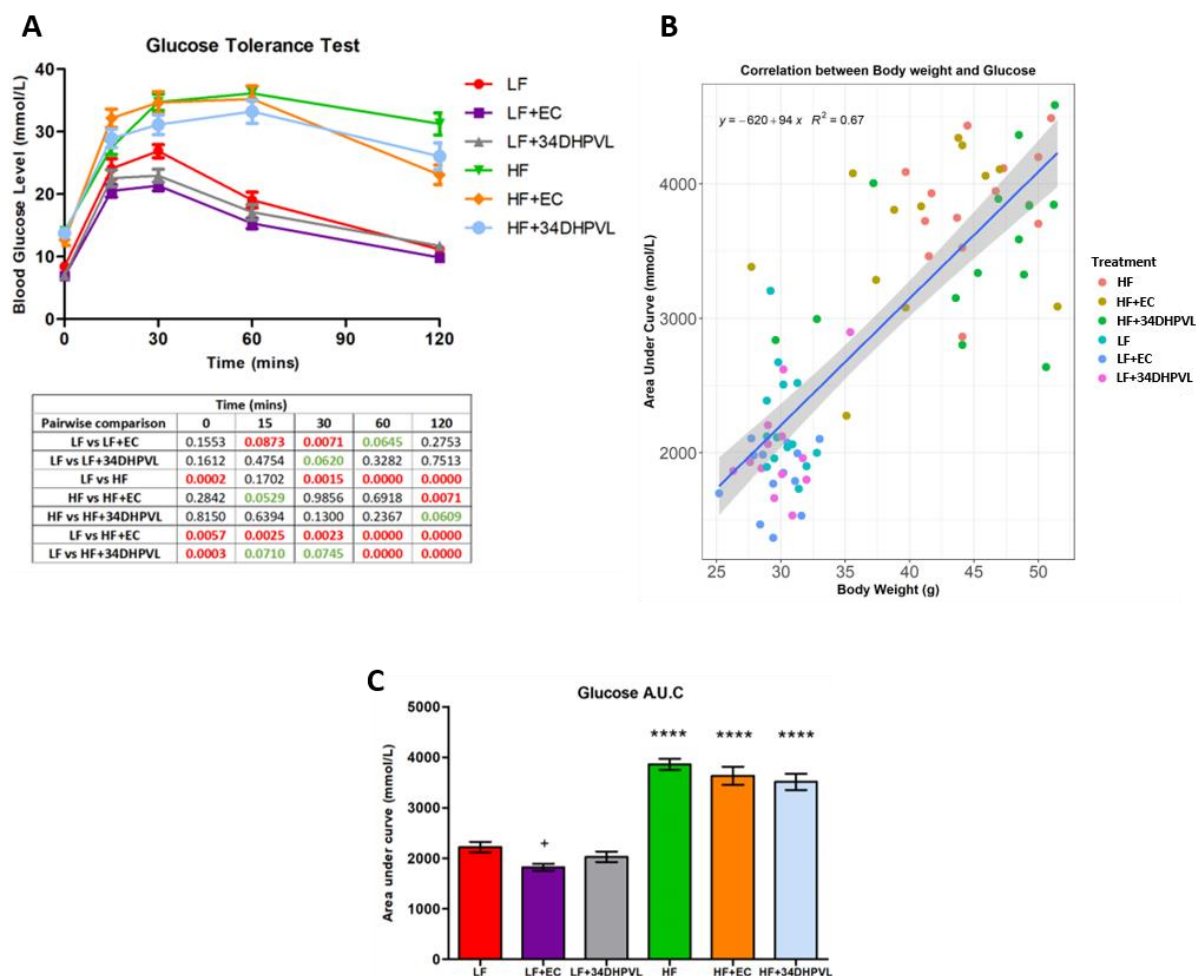 A
Glucose Tolerance Test
Blood Glucose Level (mmol/L)
40
30
20
10
0
0 30 60 90 120
Time (mins)
LF
LF+EC
LF+34DHPVL
HF
HF+EC
HF+34DHPVL
Time (mins)
Pairwise comparison 0 15 30 60 120
LF vs LF+EC 0.1553 0.0873 0.0071 0.0645 0.2753
LF vs LF+34DHPVL 0.1612 0.4754 0.0620 0.3282 0.7513
LF vs HF 0.0002 0.1702 0.0015 0.0000 0.0000
HF vs HF+EC 0.2842 0.0529 0.9856 0.6918 0.0071
HF vs HF+34DHPVL 0.8150 0.6394 0.1300 0.2367 0.0609
LF vs HF+EC 0.0057 0.0025 0.0023 0.0000 0.0000
LF vs HF+34DHPVL 0.0003 0.0710 0.0745 0.0000 0.0000
B
Correlation between Body weight and Glucose
y = −620 + 94 x R² = 0.67
Area Under Curve (mmol/L)
4000
3000
2000
25 30 35 40 45 50
Body Weight (g)
Treatment
HF
HF+EC
HF+34DHPVL
LF
LF+EC
LF+34DHPVL
C
Glucose A.U.C
Area under curve (mmol/L)
5000
4000
3000
2000
1000
0
+
**** **** ****
LF LF+EC LF+34DHPVL HF HF+EC HF+34DHPVL